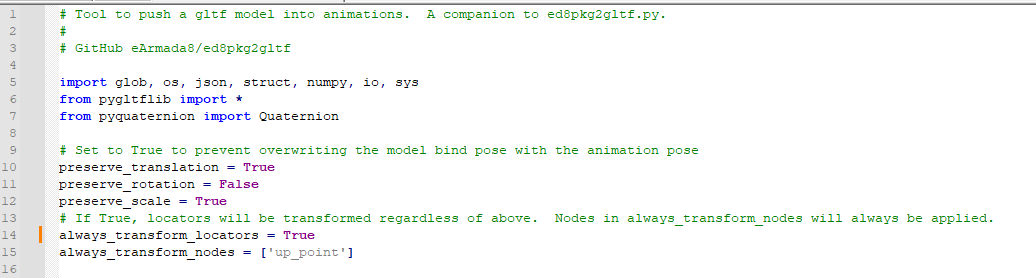 1 # Tool to push a gltf model into animations.  A companion to ed8pkg2gltf.py.
2 #
3 # GitHub eArmada8/ed8pkg2gltf
4
5 import glob, os, json, struct, numpy, io, sys
6 from pygltflib import *
7 from pyquaternion import Quaternion
8
9 # Set to True to prevent overwriting the model bind pose with the animation pose
10 preserve_translation = True
11 preserve_rotation = False
12 preserve_scale = True
13 # If True, locators will be transformed regardless of above.  Nodes in always_transform_nodes will always be applied.
14 always_transform_locators = True
15 always_transform_nodes = ['up_point']
16